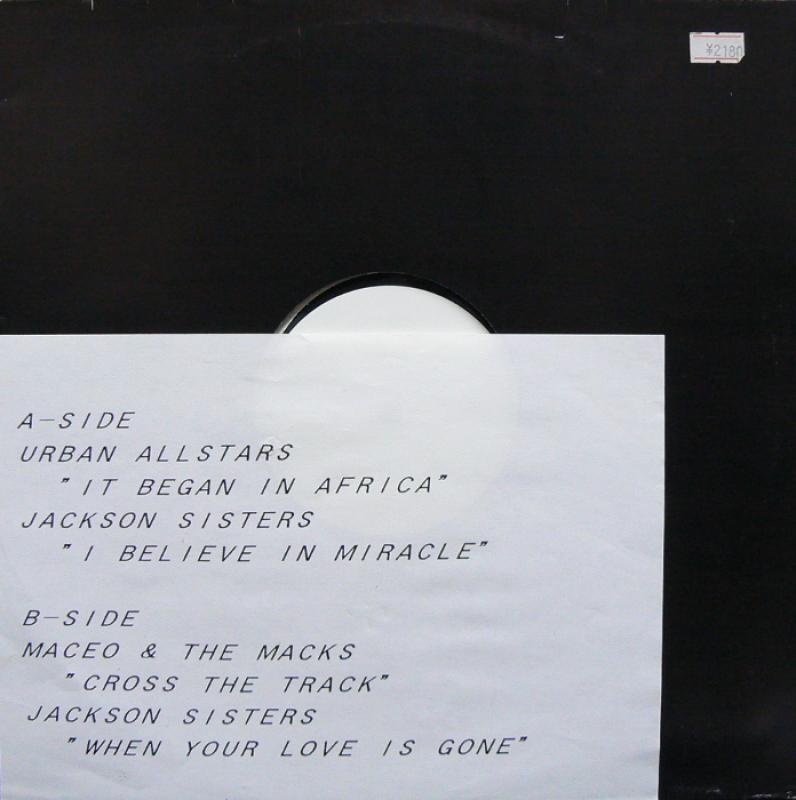 ¥2180
A-SIDE
URBAN ALLSTARS
"IT BEGAN IN AFRICA"
JACKSON SISTERS
"I BELIEVE IN MIRACLE"
B-SIDE
MACEO & THE MACKS
"CROSS THE TRACK"
JACKSON SISTERS
"WHEN YOUR LOVE IS GONE"